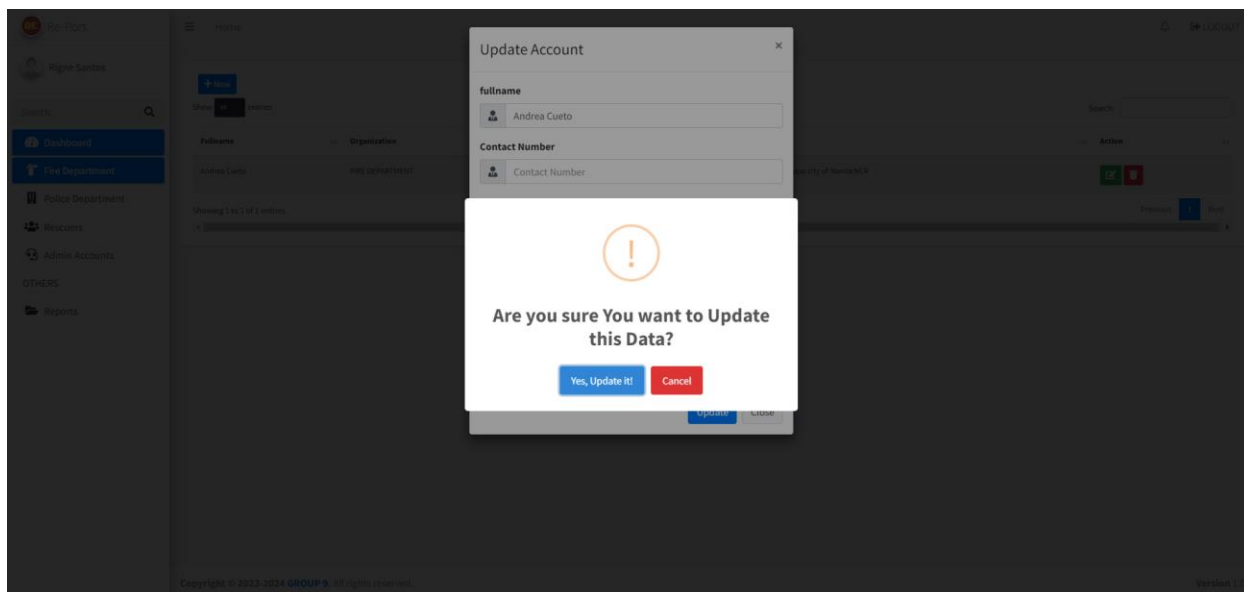 Re-Port
Home
LOGOUT
Update Account
×
Rigne Santos
+ New
fullname
Search
Show
entries
Search:
Andrea Cueto
Dashboard
Fullname
Organization
Contact Number
Action
Fire Department
Andrea Cueto
FIRE DEPARTMENT
Contact Number
Police Department
Showing 1 to 1 of 1 entries
Previous
1
Next
Rescuers
!
Admin Accounts
OTHERS
Reports
Are you sure You want to Update
this Data?
Yes, Update it!
Cancel
Update
Close
Copyright © 2023-2024 GROUP 9. All rights reserved.
Version